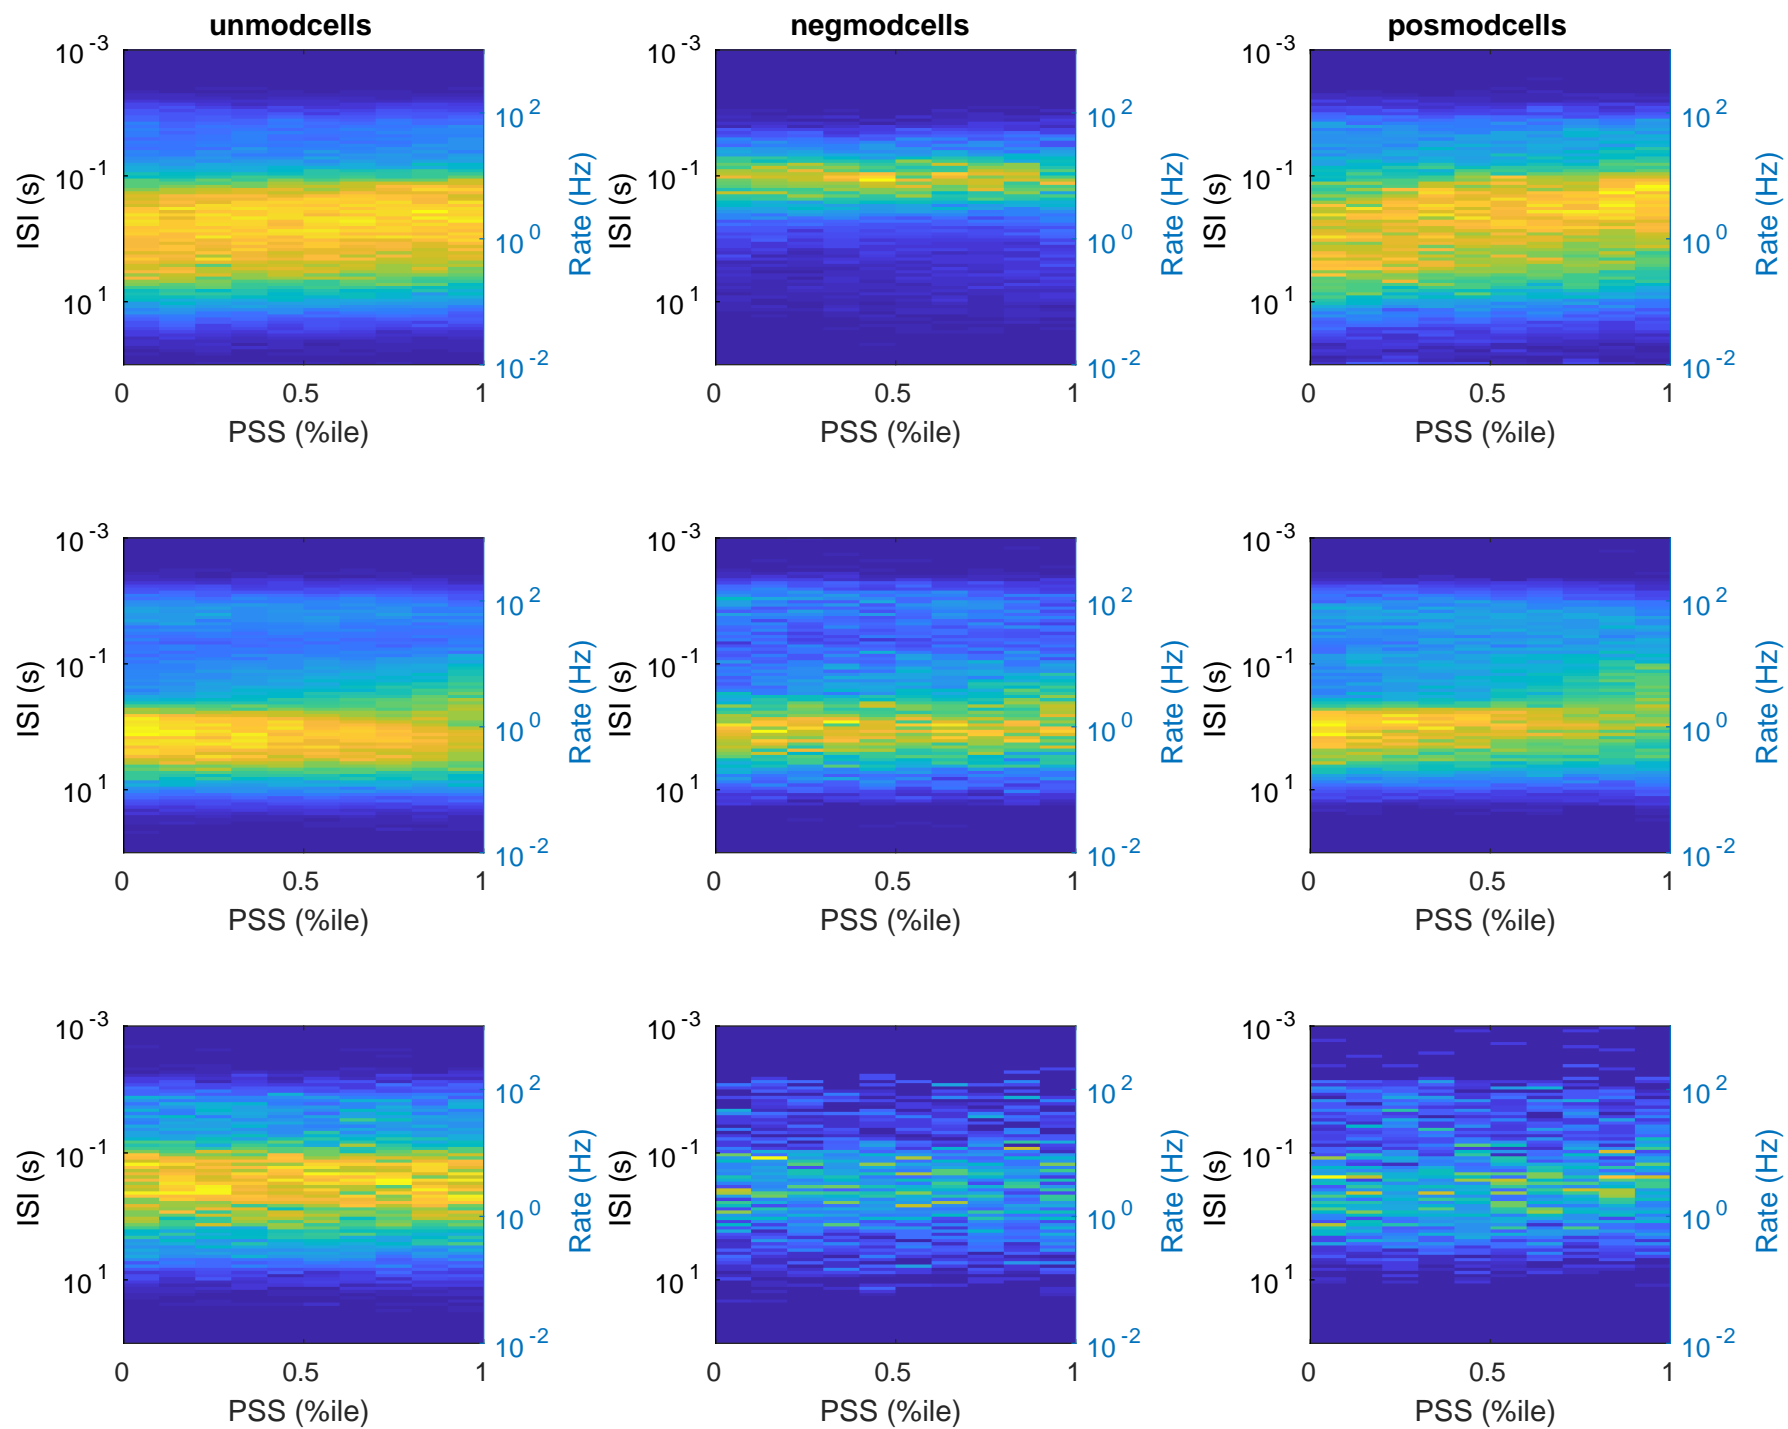 unmodcells negmodcells posmodcells
10^-3 10^-3 10^-3
10^2 10^2 10^2
10^-1 10^-1 10^-1
ISI (s) Rate (Hz) ISI (s) Rate (Hz) ISI (s) Rate (Hz)
10^0 10^0 10^0
10^1 10^1 10^1
10^-2 10^-2 10^-2
0 0.5 1 0 0.5 1 0 0.5 1
PSS (%ile) PSS (%ile) PSS (%ile)
10^-3 10^-3 10^-3
10^2 10^2 10^2
10^-1 10^-1 10^-1
ISI (s) Rate (Hz) ISI (s) Rate (Hz) ISI (s) Rate (Hz)
10^0 10^0 10^0
10^1 10^1 10^1
10^-2 10^-2 10^-2
0 0.5 1 0 0.5 1 0 0.5 1
PSS (%ile) PSS (%ile) PSS (%ile)
10^-3 10^-3 10^-3
10^2 10^2 10^2
10^-1 10^-1 10^-1
ISI (s) Rate (Hz) ISI (s) Rate (Hz) ISI (s) Rate (Hz)
10^0 10^0 10^0
10^1 10^1 10^1
10^-2 10^-2 10^-2
0 0.5 1 0 0.5 1 0 0.5 1
PSS (%ile) PSS (%ile) PSS (%ile)